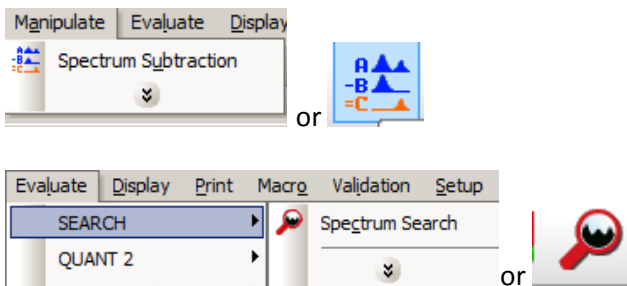 Manipulate Evaluate Display
Spectrum Subtraction
A
-B
=C
or
A
-B
=C
Evaluate Display Print Macro Validation Setup
SEARCH
Spectrum Search
QUANT 2
or